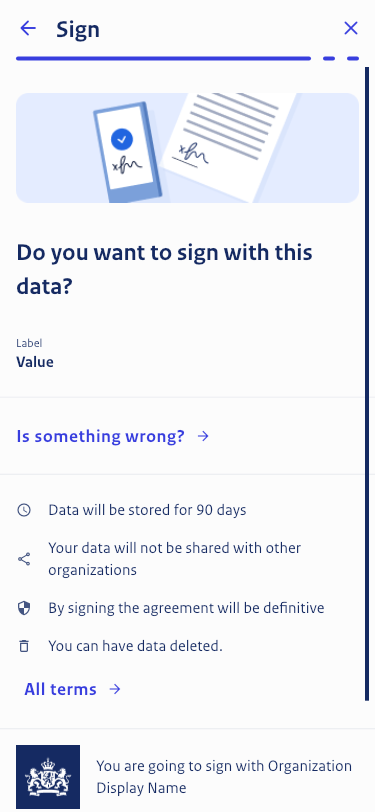 Sign
Do you want to sign with this
data?
Label
Value
Is something wrong?
Data will be stored for 90 days
Your data will not be shared with other
organizations
By signing the agreement will be definitive
You can have data deleted.
All terms
You are going to sign with Organization
Display Name